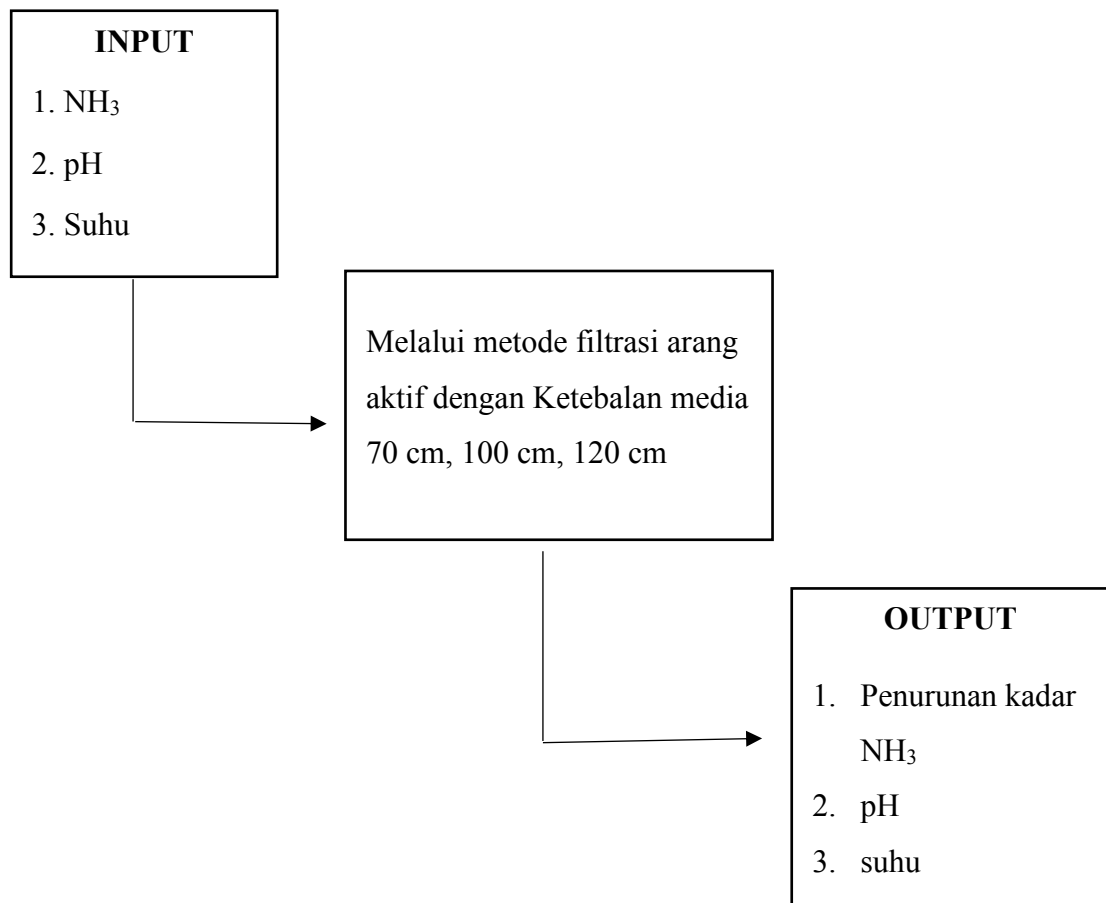 INPUT
1. NH₃
2. pH
3. Suhu
Melalui metode filtrasi arang
aktif dengan Ketebalan media
70 cm, 100 cm, 120 cm
OUTPUT
1. Penurunan kadar
NH₃
2. pH
3. suhu